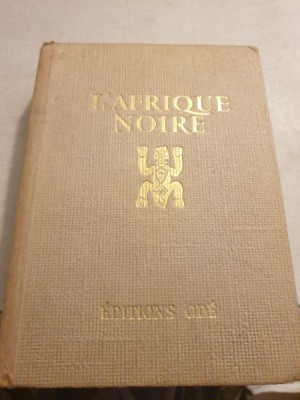 L'AFRIQUE
NOIRE
ÉDITIONS ODÉ